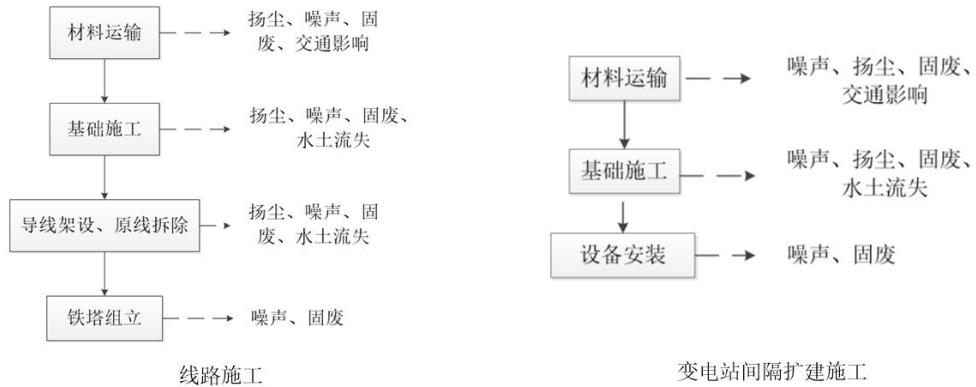 材料运输
扬尘、噪声、固
废、交通影响
基础施工
扬尘、噪声、固废、
水土流失
导线架设、原线拆除
扬尘、噪声、固
废、水土流失
铁塔组立
噪声、固废
线路施工
材料运输
噪声、扬尘、固废、
交通影响
基础施工
噪声、扬尘、固废、
水土流失
设备安装
噪声、固废
变电站间隔扩建施工